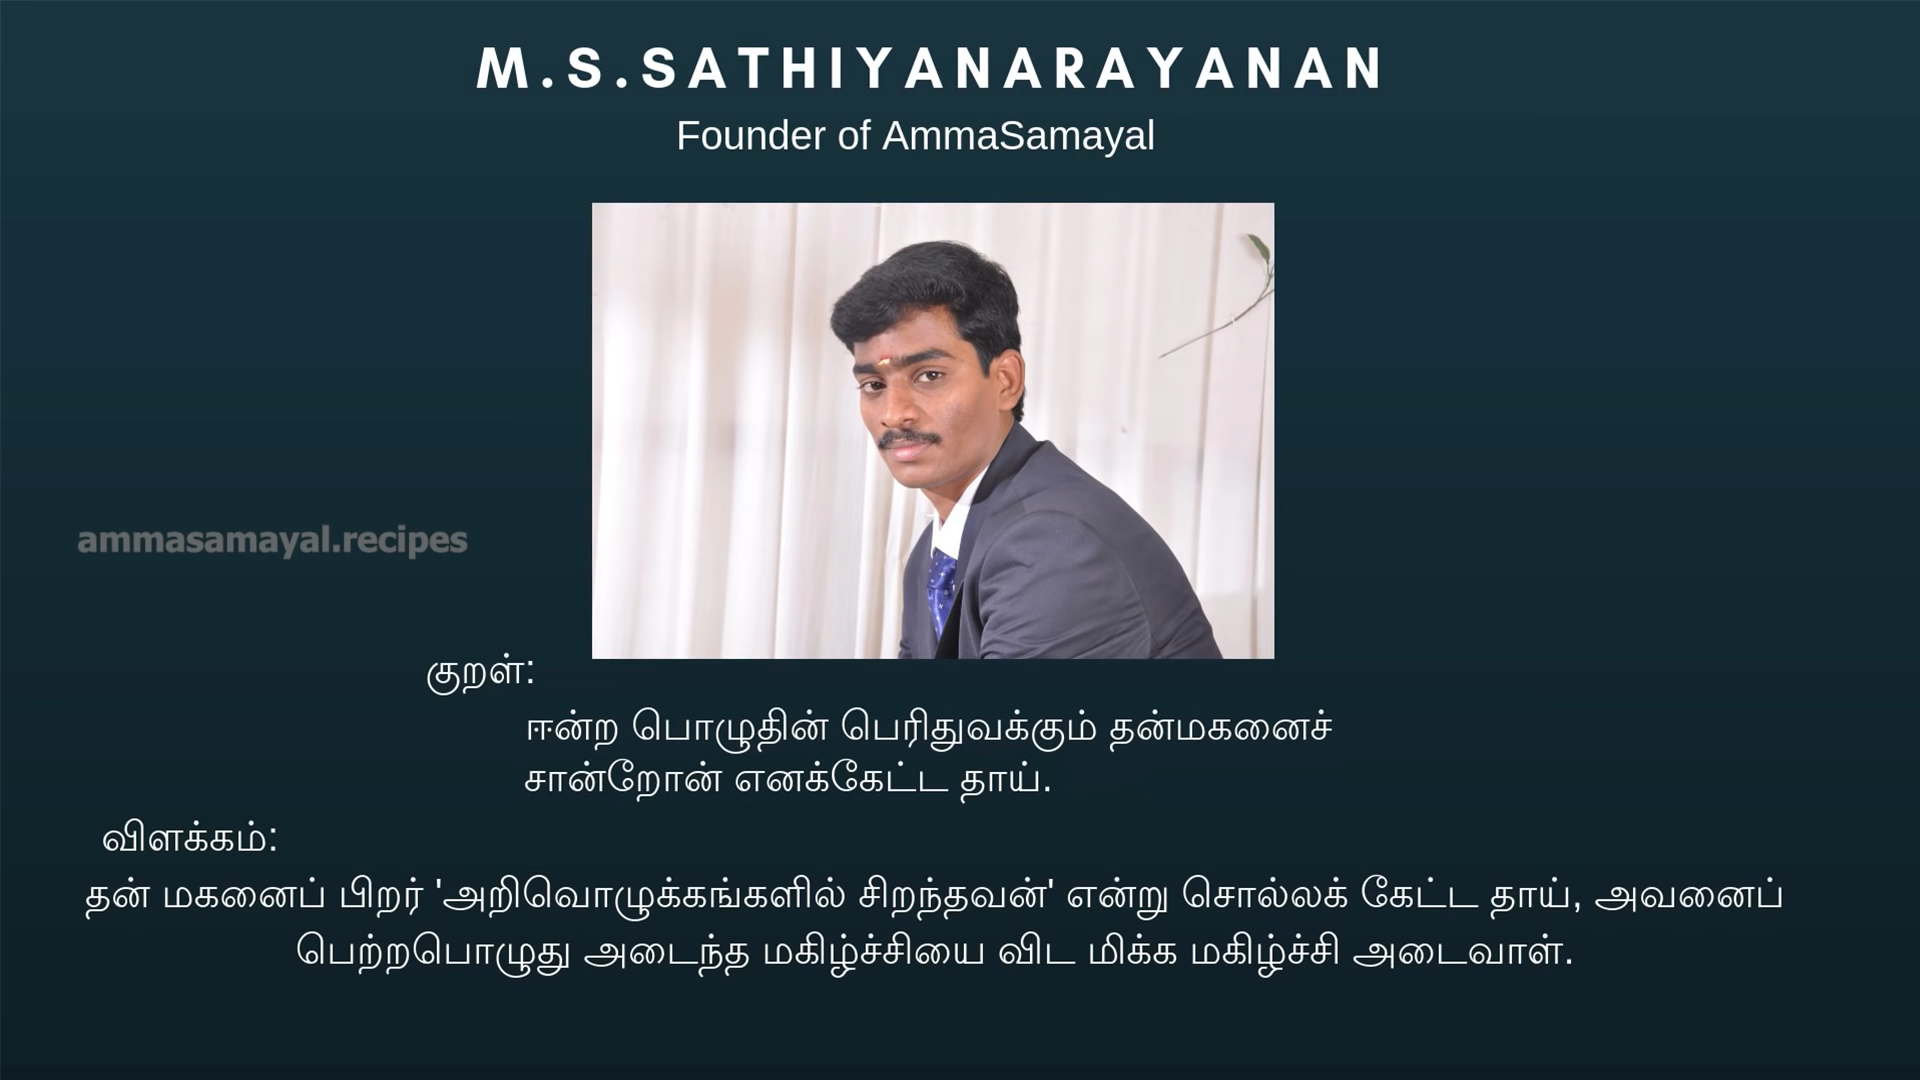 M.S.SATHIYANARAYANAN
Founder of AmmaSamayal
ammasamayal.recipes
குறள்:
ஈன்ற பொழுதின் பெரிதுவக்கும் தன்மகனைச்
சான்றோன் எனக்கேட்ட தாய்.
விளக்கம்:
தன் மகனைப் பிறர் 'அறிவொழுக்கங்களில் சிறந்தவன்' என்று சொல்லக் கேட்ட தாய், அவனைப்
பெற்றபொழுது அடைந்த மகிழ்ச்சியை விட மிக்க மகிழ்ச்சி அடைவாள்.